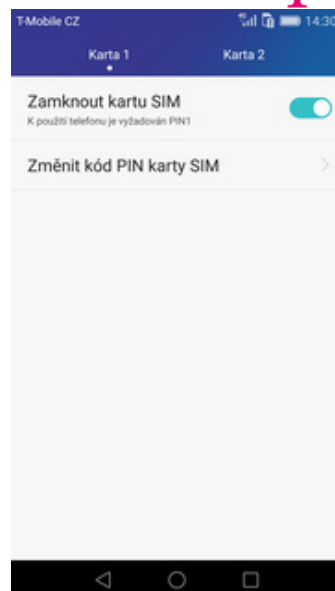 T-Mobile CZ 14:30
Karta 1 Karta 2
Zamknout kartu SIM
K použití telefonu je vyžadován PIN1
Změnit kód PIN karty SIM